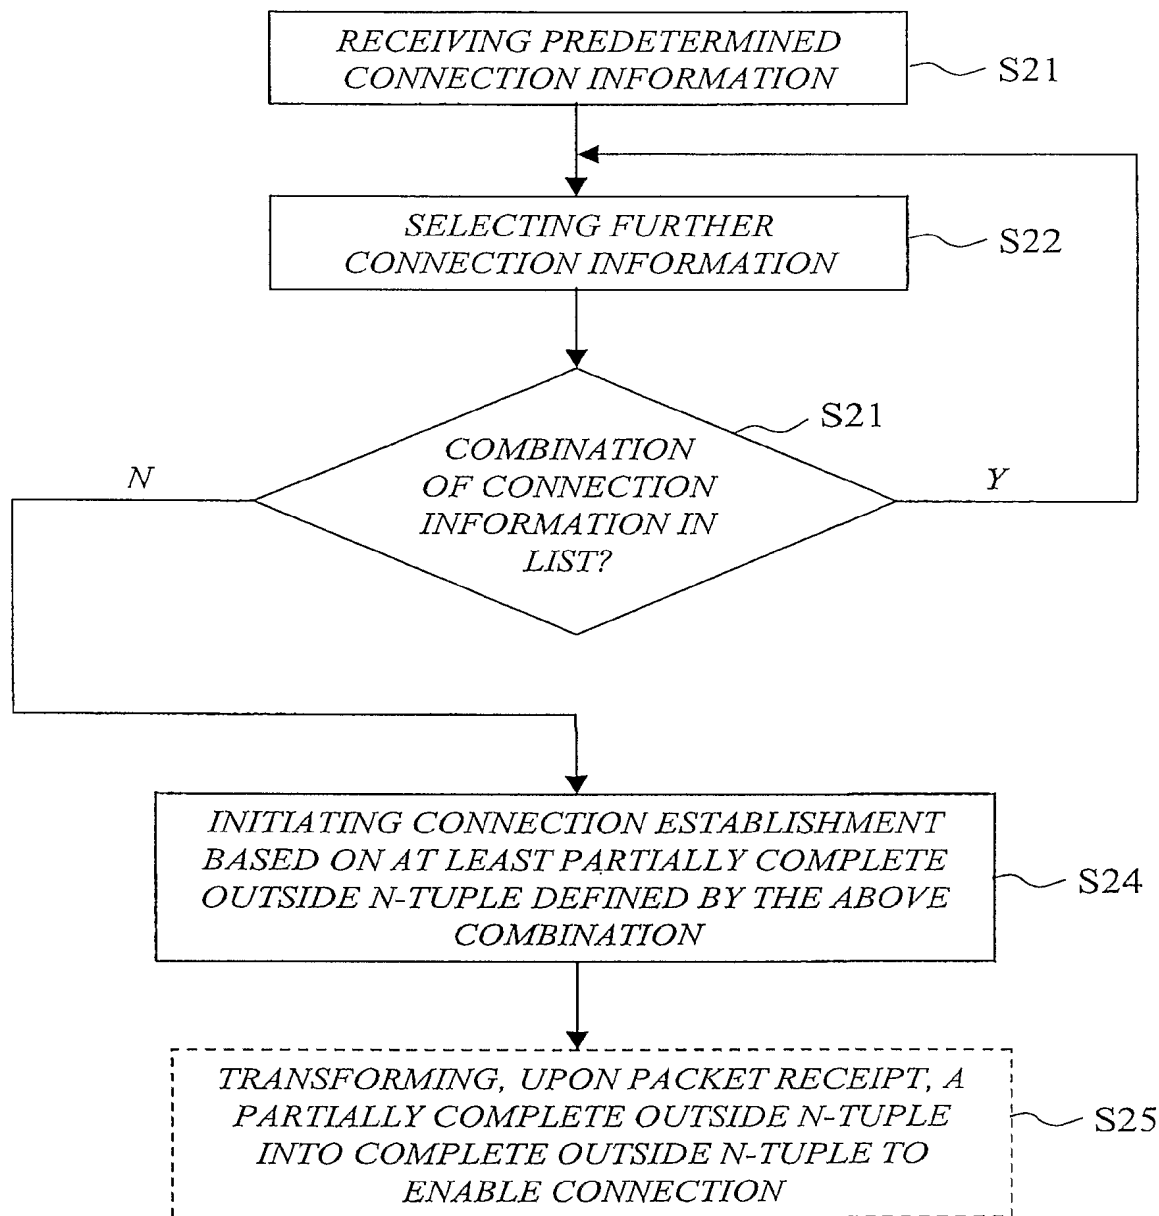 RECEIVING PREDETERMINED
CONNECTION INFORMATION
S21
SELECTING FURTHER
CONNECTION INFORMATION
S22
S21
COMBINATION
OF CONNECTION
INFORMATION IN
LIST?
N
Y
INITIATING CONNECTION ESTABLISHMENT
BASED ON AT LEAST PARTIALLY COMPLETE
OUTSIDE N-TUPLE DEFINED BY THE ABOVE
COMBINATION
S24
TRANSFORMING, UPON PACKET RECEIPT, A
PARTIALLY COMPLETE OUTSIDE N-TUPLE
INTO COMPLETE OUTSIDE N-TUPLE TO
ENABLE CONNECTION
S25